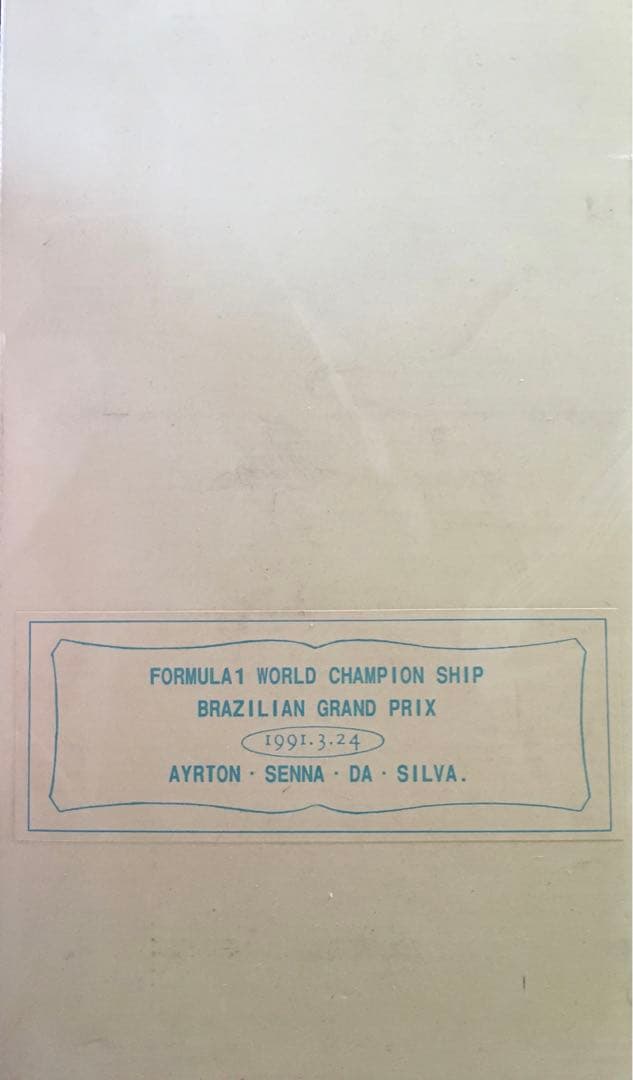 FORMULA1 WORLD CHAMPION SHIP
BRAZILIAN GRAND PRIX
1991.3.24
AYRTON · SENNA · DA · SILVA.